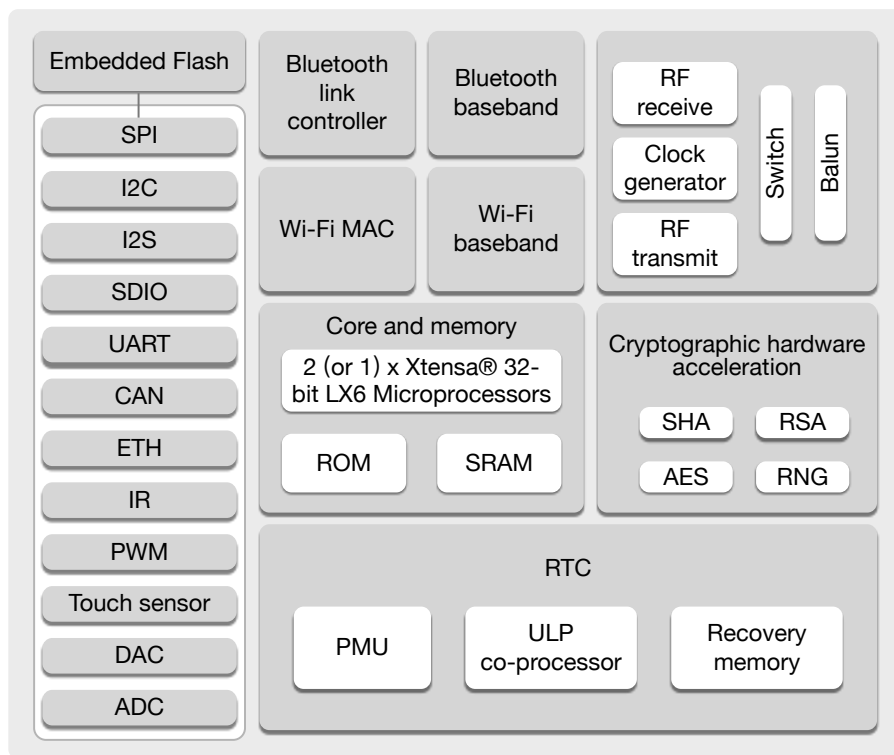 Embedded Flash
SPI
I2C
I2S
SDIO
UART
CAN
ETH
IR
PWM
Touch sensor
DAC
ADC
Bluetooth
link
controller
Bluetooth
baseband
Wi-Fi MAC
Wi-Fi
baseband
RF
receive
Clock
generator
RF
transmit
Switch
Balun
Core and memory
2 (or 1) x Xtensa® 32-
bit LX6 Microprocessors
ROM
SRAM
Cryptographic hardware
acceleration
SHA
RSA
AES
RNG
RTC
PMU
ULP
co-processor
Recovery
memory